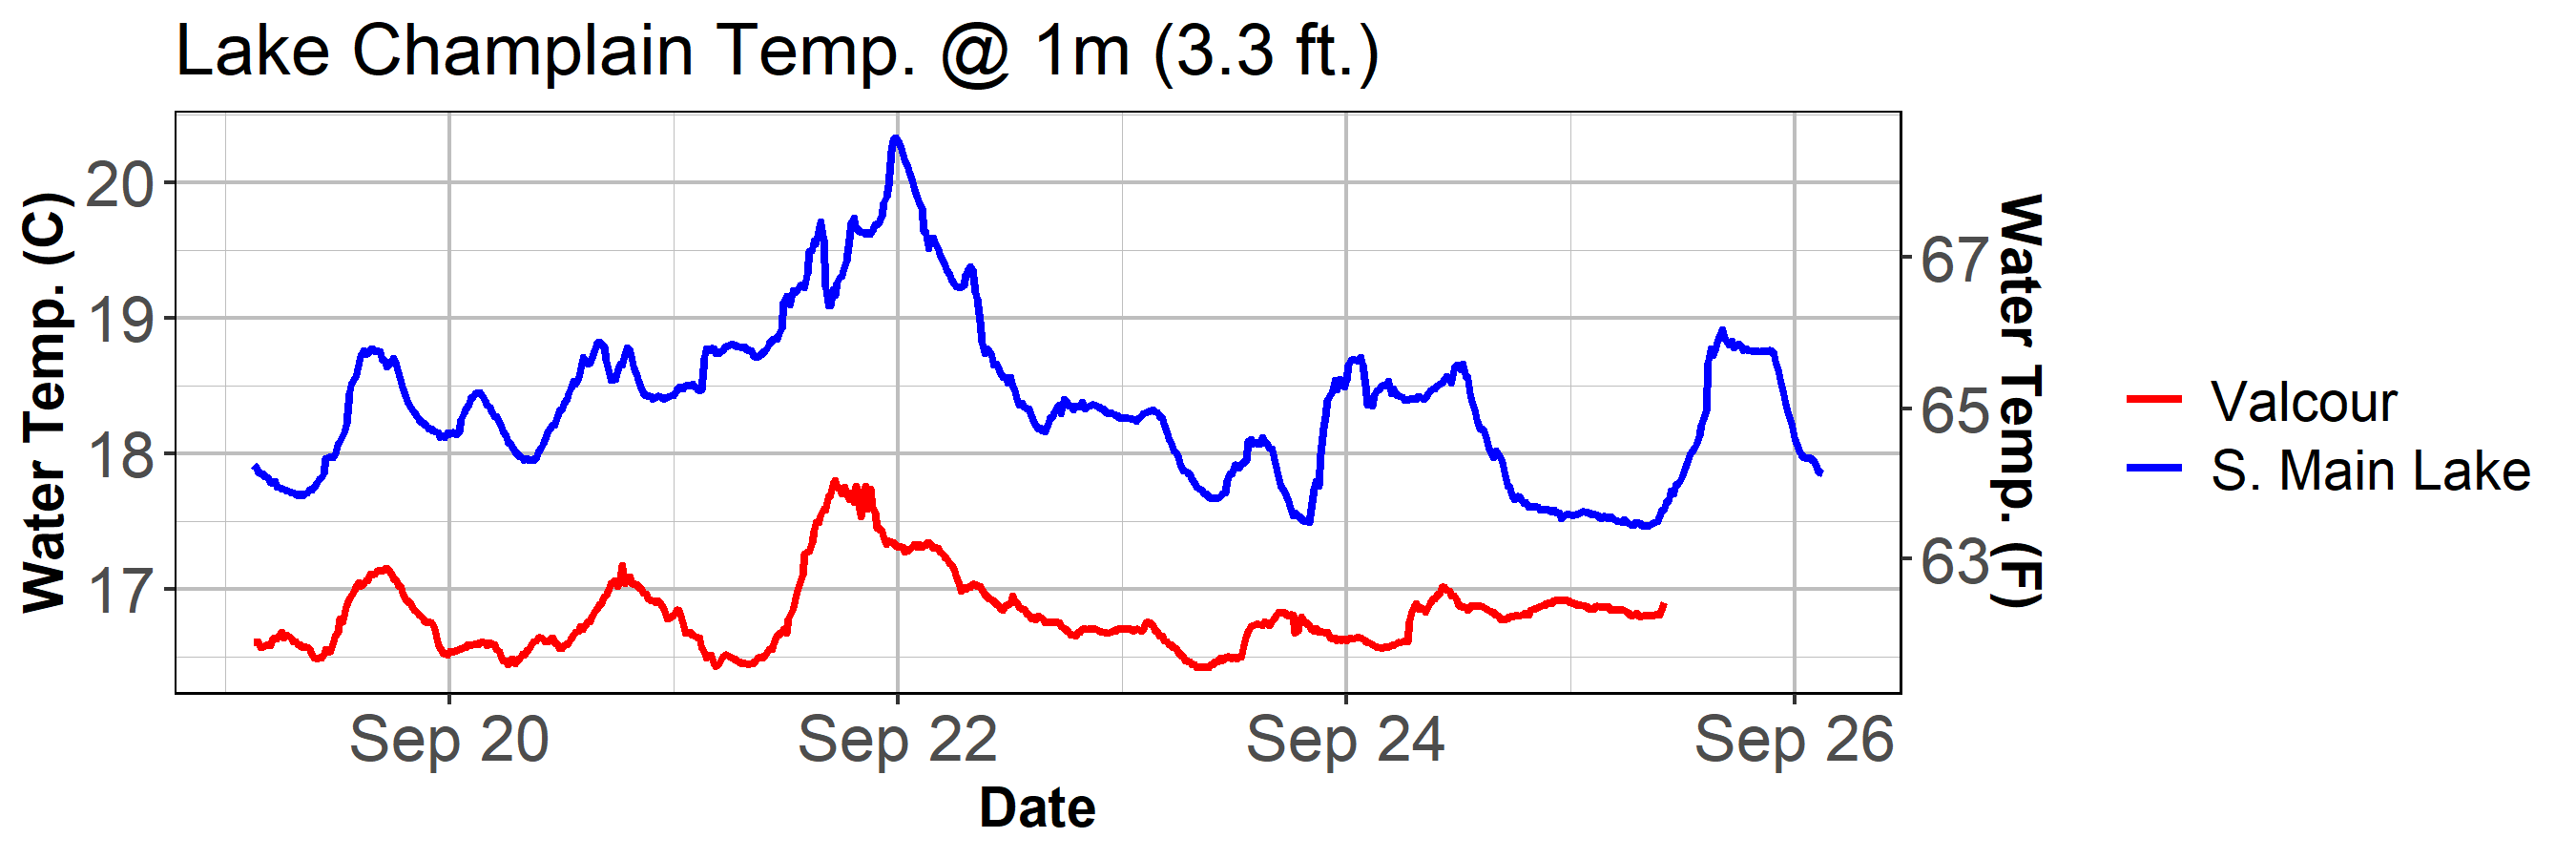 Lake Champlain Temp. @ 1m (3.3 ft.)
Water Temp. (C)
20
19
18
17
67
65
63
Water Temp. (F)
Sep 20
Sep 22
Sep 24
Sep 26
Date
Valcour
S. Main Lake